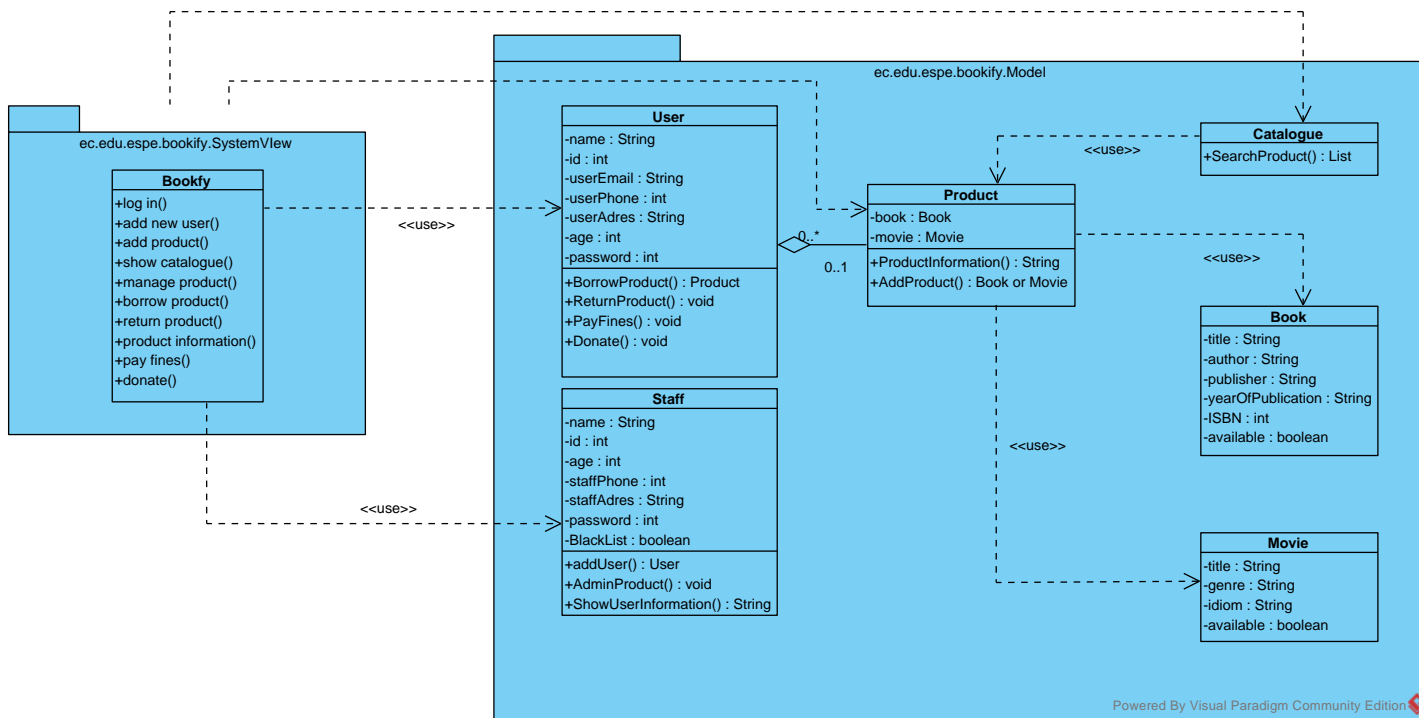 ec.edu.espe.bookify.SystemVIew
Bookfy
+log in()
+add new user()
+add product()
+show catalogue()
+manage product()
+borrow product()
+return product()
+product information()
+pay fines()
+donate()
<<use>>
<<use>>
ec.edu.espe.bookify.Model
User
-name : String
-id : int
-userEmail : String
-userPhone : int
-userAdres : String
-age : int
-password : int
+BorrowProduct() : Product
+ReturnProduct() : void
+PayFines() : void
+Donate() : void
Staff
-name : String
-id : int
-age : int
-staffPhone : int
-staffAdres : String
-password : int
-BlackList : boolean
+addUser() : User
+AdminProduct() : void
+ShowUserInformation() : String
0..*
0..1
Product
-book : Book
-movie : Movie
+ProductInformation() : String
+AddProduct() : Book or Movie
<<use>>
Catalogue
+SearchProduct() : List
<<use>>
Book
-title : String
-author : String
-publisher : String
-yearOfPublication : String
-ISBN : int
-available : boolean
<<use>>
Movie
-title : String
-genre : String
-idiom : String
-available : boolean
Powered By Visual Paradigm Community Edition